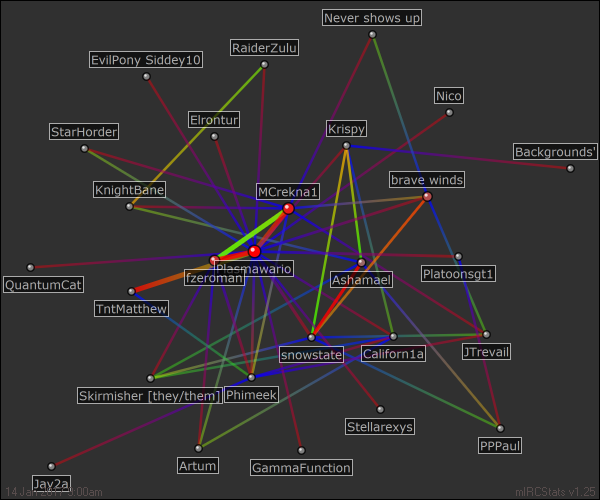 Never shows up
RaiderZulu
EvilPony Siddey10
Nico
Elrontur
Krispy
StarHorder
Backgrounds'
brave winds
KnightBane
MCrekna1
Plasmawario
fzeroman
Ashamael
Platoonsgt1
QuantumCat
TntMatthew
snowstate
Californ1a
JTrevail
Skirmisher [they/them]
Phimeek
Stellarexys
PPPaul
Artum
GammaFunction
Jay2a
14 Jan
:00am
mIRCStats v1.25